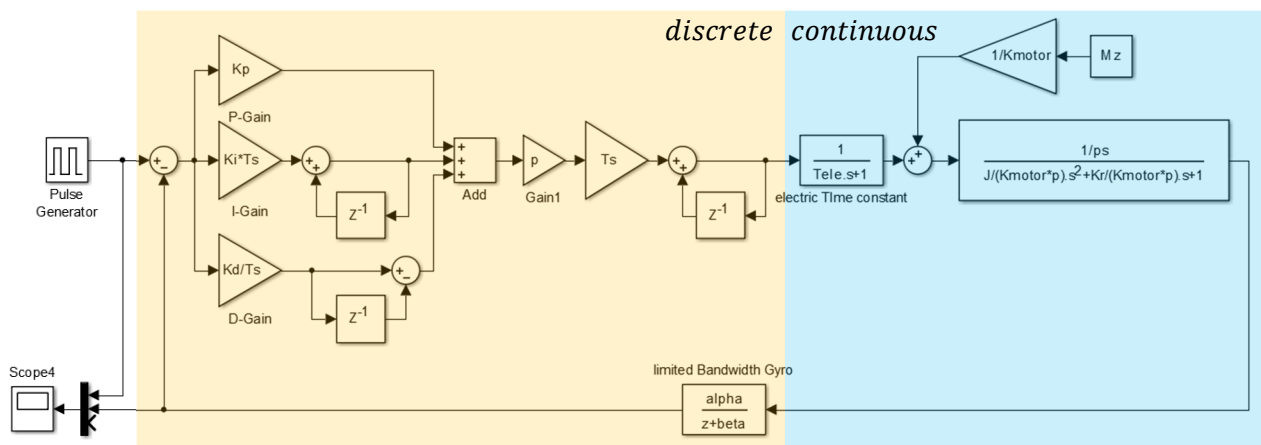 discrete continuous
Kp
P-Gain
1/Kmotor
Mz
Pulse
Generator
+
−
Ki*Ts
I-Gain
+
+
Z-1
+
+
+
Add
p
Gain1
Ts
+
+
Z-1
1
Tele.s+1
electric TIme constant
+
+
1/ps
J/(Kmotor*p).s2+Kr/(Kmotor*p).s+1
Kd/Ts
D-Gain
+
−
Z-1
Scope4
limited Bandwidth Gyro
alpha
z+beta